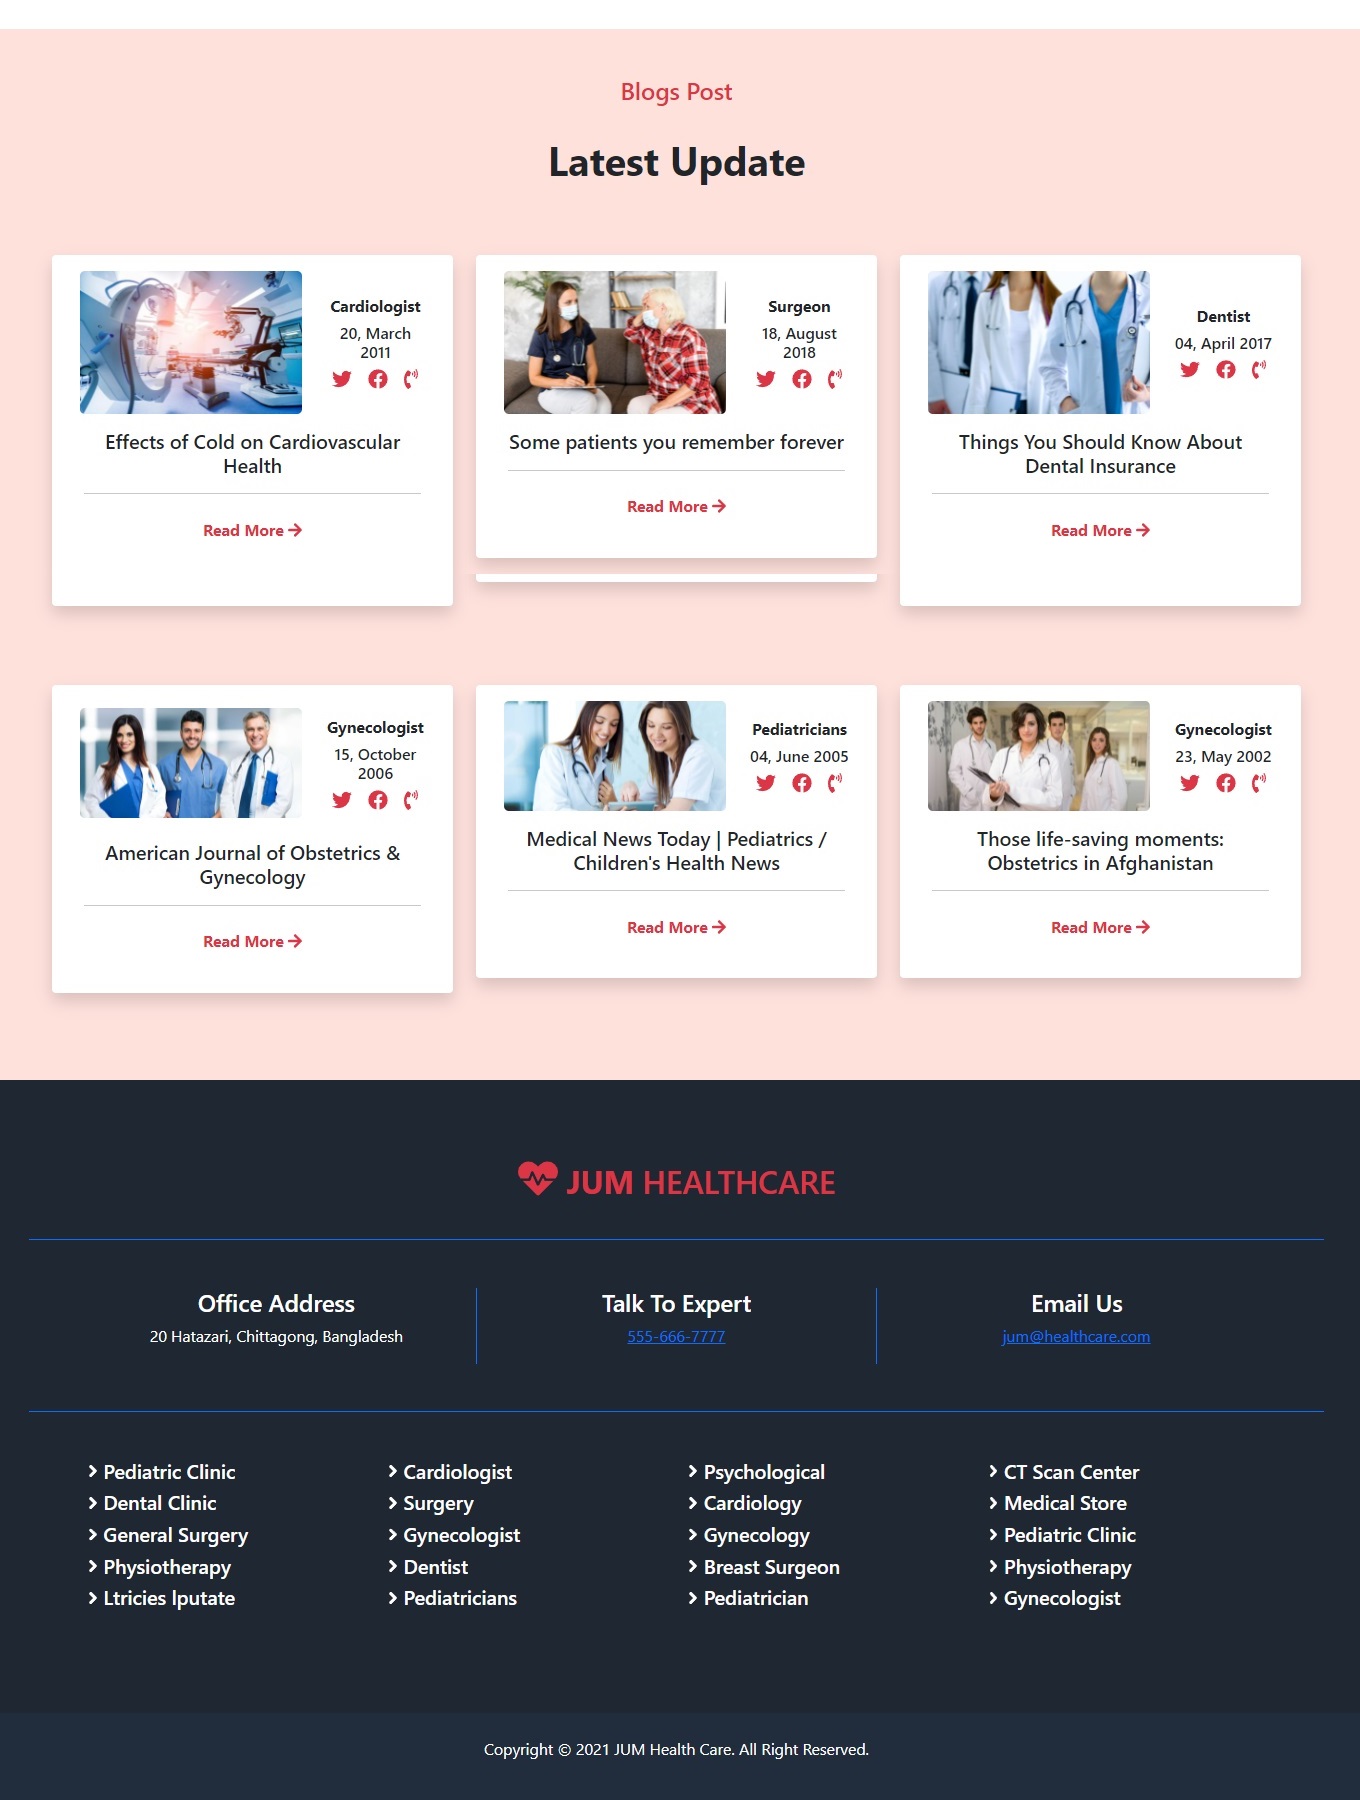 Blogs Post
Latest Update
Cardiologist
20, March
2011
Effects of Cold on Cardiovascular
Health
Read More
Surgeon
18, August
2018
Some patients you remember forever
Read More
Dentist
04, April 2017
Things You Should Know About
Dental Insurance
Read More
Gynecologist
15, October
2006
American Journal of Obstetrics &
Gynecology
Read More
Pediatricians
04, June 2005
Medical News Today | Pediatrics /
Children's Health News
Read More
Gynecologist
23, May 2002
Those life-saving moments:
Obstetrics in Afghanistan
Read More
JUM HEALTHCARE
Office Address
20 Hatazari, Chittagong, Bangladesh
Talk To Expert
555-666-7777
Email Us
jum@healthcare.com
Pediatric Clinic
Dental Clinic
General Surgery
Physiotherapy
Ltricies lputate
Cardiologist
Surgery
Gynecologist
Dentist
Pediatricians
Psychological
Cardiology
Gynecology
Breast Surgeon
Pediatrician
CT Scan Center
Medical Store
Pediatric Clinic
Physiotherapy
Gynecologist
Copyright © 2021 JUM Health Care. All Right Reserved.